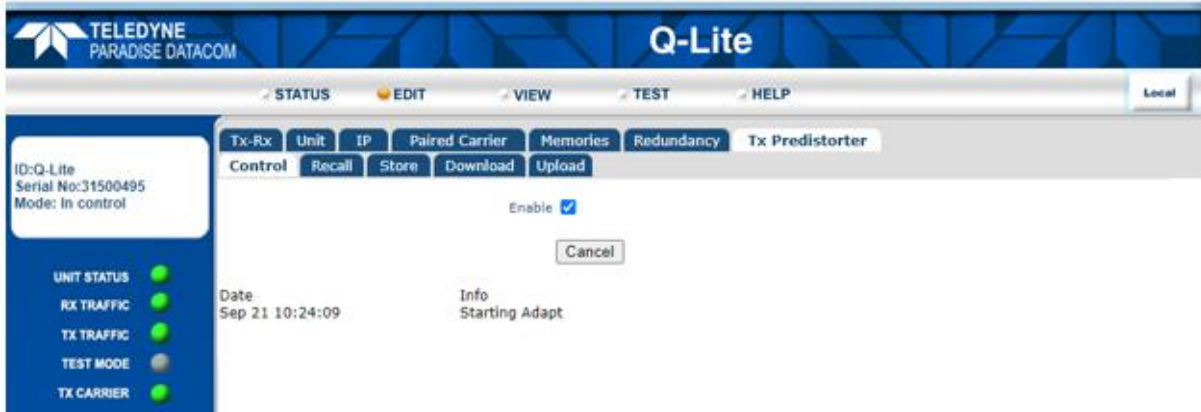 TELEDYNE
PARADISE DATACOM
Q-Lite
STATUS EDIT VIEW TEST HELP
Local
Tx-Rx Unit IP Paired Carrier Memories Redundancy Tx Predistorter
Control Recall Store Download Upload
ID:Q-Lite
Serial No:31500495
Mode: In control
Enable
Cancel
UNIT STATUS
RX TRAFFIC
TX TRAFFIC
TEST MODE
TX CARRIER
Date Info
Sep 21 10:24:09 Starting Adapt